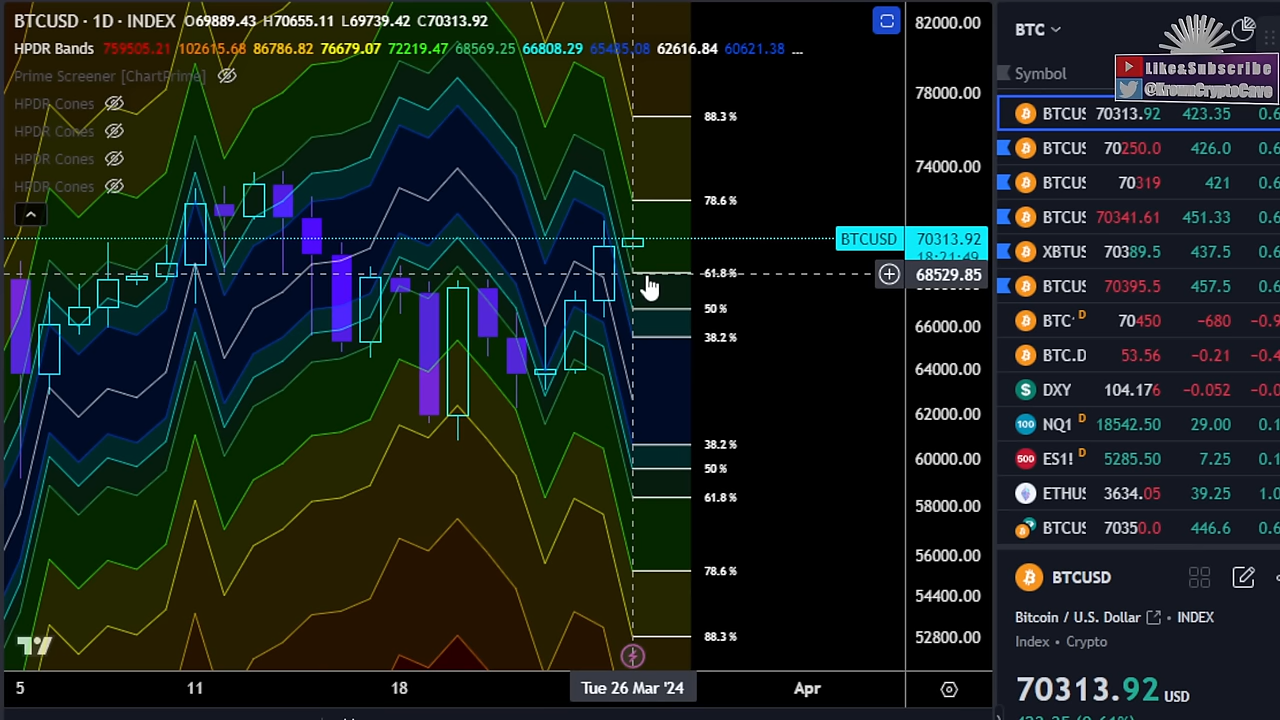 BTCUSD · 1D · INDEX O69889.43 H70655.11 L69739.42 C70313.92
HPDR Bands 759505.21 102615.68 86786.82 76679.07 72219.47 68569.25 66808.29 65485.08 62616.84 60621.38 ...
Prime Screener [ChartPrime]
HPDR Cones
HPDR Cones
HPDR Cones
HPDR Cones
88.3 %
78.6 %
61.8 %
50 %
38.2 %
38.2 %
50 %
61.8 %
78.6 %
88.3 %
82000.00
78000.00
74000.00
BTCUSD 70313.92
18:21:49
68529.85
66000.00
64000.00
62000.00
60000.00
58000.00
56000.00
54400.00
52800.00
5 11 18 Tue 26 Mar '24 Apr
BTC
Symbol
Like&Subscribe
@KrownCryptoCave
BTCUS 70313.92 423.35 0.6
BTCUS 70250.0 426.0 0.6
BTCUS 70319 421 0.6
BTCUS 70341.61 451.33 0.6
XBTUS 70389.5 437.5 0.6
BTCUS 70395.5 457.5 0.6
BTC' D 70450 -680 -0.9
BTC.D 53.56 -0.21 -0.4
DXY 104.176 -0.052 -0.0
100 NQ1 D 18542.50 29.00 0.1
500 ES1! D 5285.50 7.25 0.1
ETHUS 3634.05 39.25 1.0
BTCUS 70350.0 446.6 0.6
BTCUSD
Bitcoin / U.S. Dollar · INDEX
Index · Crypto
70313.92 USD